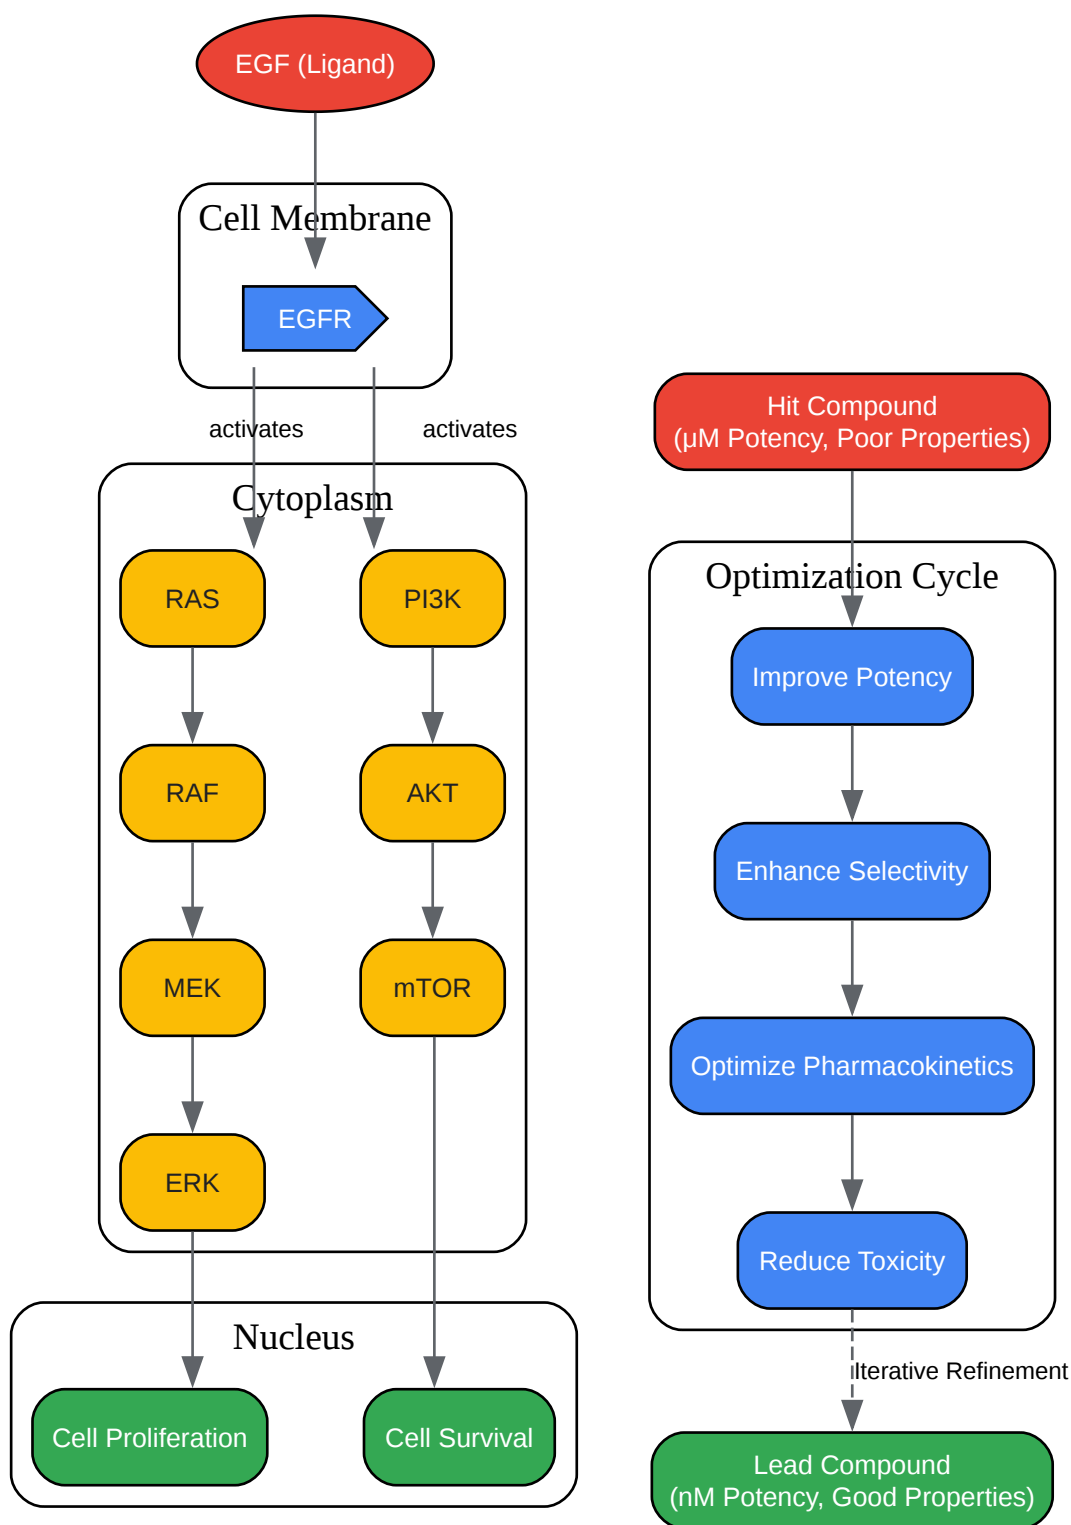 EGF (Ligand)
Cell Membrane
EGFR
activates
activates
Cytoplasm
RAS
PI3K
RAF
AKT
MEK
mTOR
ERK
Nucleus
Cell Proliferation
Cell Survival
Hit Compound
(μM Potency, Poor Properties)
Optimization Cycle
Improve Potency
Enhance Selectivity
Optimize Pharmacokinetics
Reduce Toxicity
Iterative Refinement
Lead Compound
(nM Potency, Good Properties)